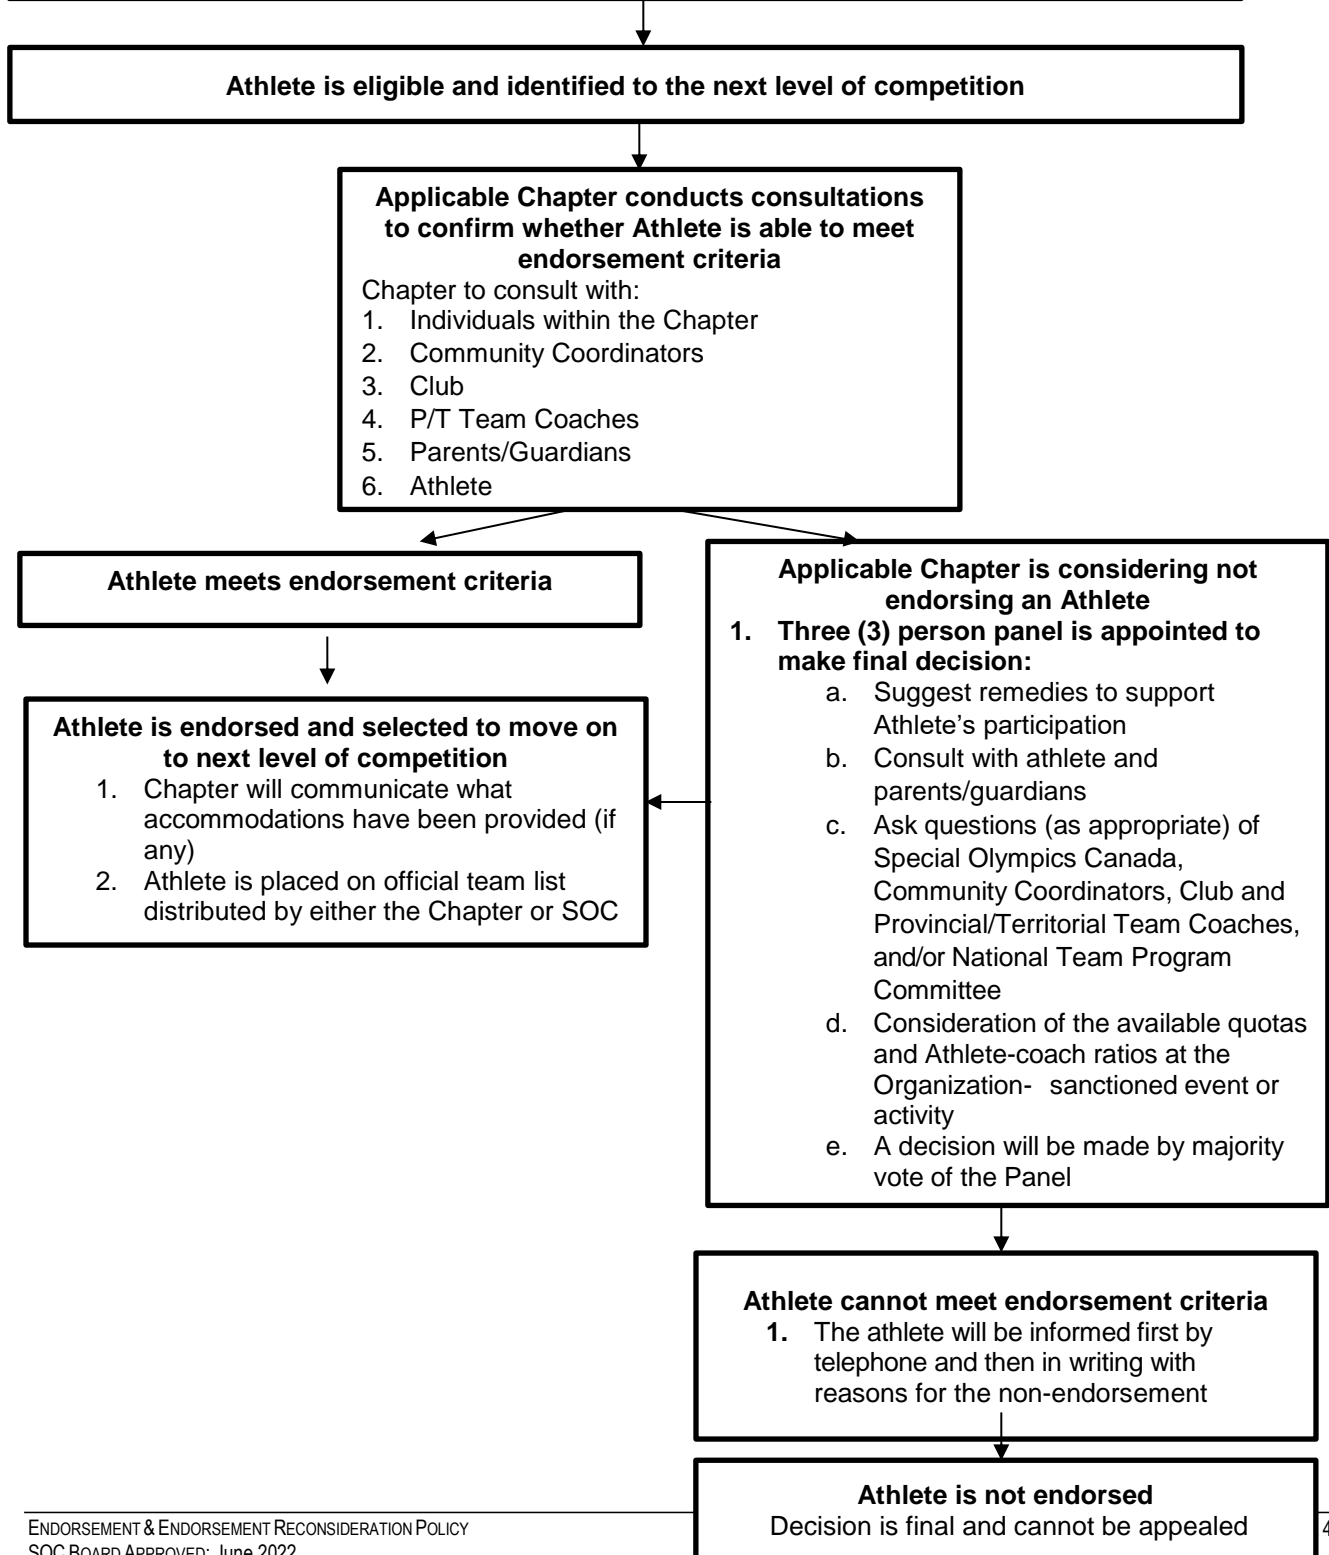 Athlete is eligible and identified to the next level of competition
Applicable Chapter conducts consultations
to confirm whether Athlete is able to meet
endorsement criteria
Chapter to consult with:
1. Individuals within the Chapter
2. Community Coordinators
3. Club
4. P/T Team Coaches
5. Parents/Guardians
6. Athlete
Athlete meets endorsement criteria
Athlete is endorsed and selected to move on
to next level of competition
1. Chapter will communicate what
accommodations have been provided (if
any)
2. Athlete is placed on official team list
distributed by either the Chapter or SOC
Applicable Chapter is considering not
endorsing an Athlete
1. Three (3) person panel is appointed to
make final decision:
a. Suggest remedies to support
Athlete’s participation
b. Consult with athlete and
parents/guardians
c. Ask questions (as appropriate) of
Special Olympics Canada,
Community Coordinators, Club and
Provincial/Territorial Team Coaches,
and/or National Team Program
Committee
d. Consideration of the available quotas
and Athlete-coach ratios at the
Organization- sanctioned event or
activity
e. A decision will be made by majority
vote of the Panel
Athlete cannot meet endorsement criteria
1. The athlete will be informed first by
telephone and then in writing with
reasons for the non-endorsement
Athlete is not endorsed
Decision is final and cannot be appealed
ENDORSEMENT & ENDORSEMENT RECONSIDERATION POLICY
4
SOC BOARD APPROVED: June 2022